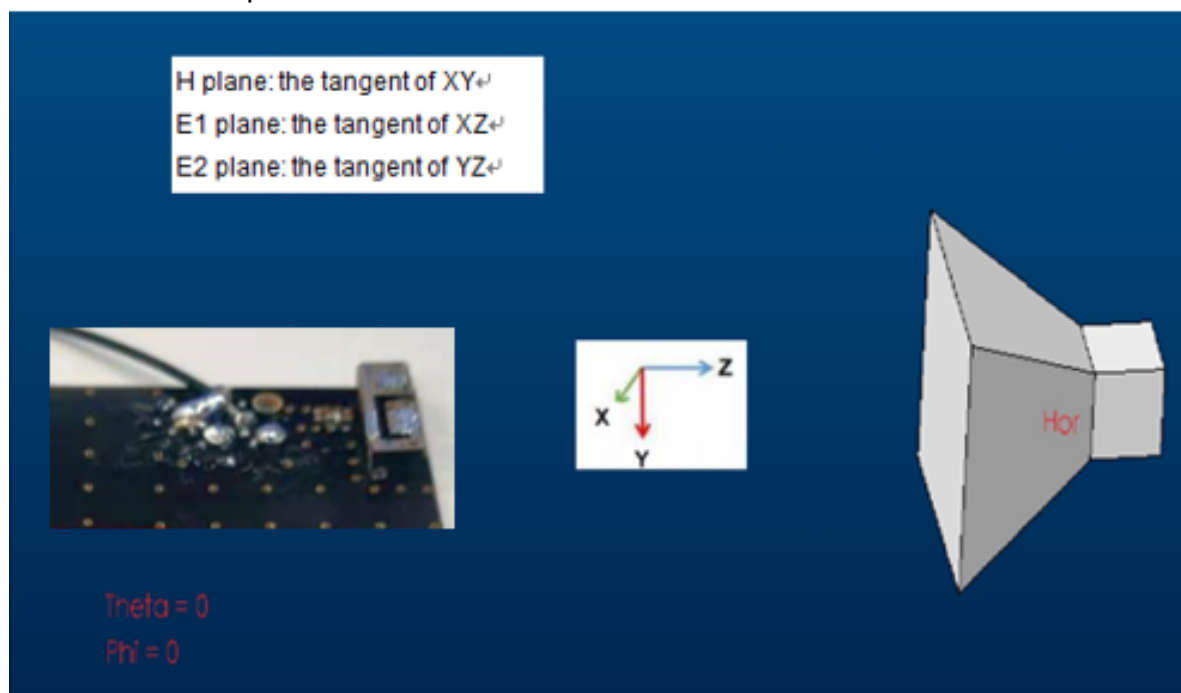 H plane: the tangent of XY↵
E1 plane: the tangent of XZ↵
E2 plane: the tangent of YZ↵
Z
X
Y
Hor
Theta = 0
Phi = 0